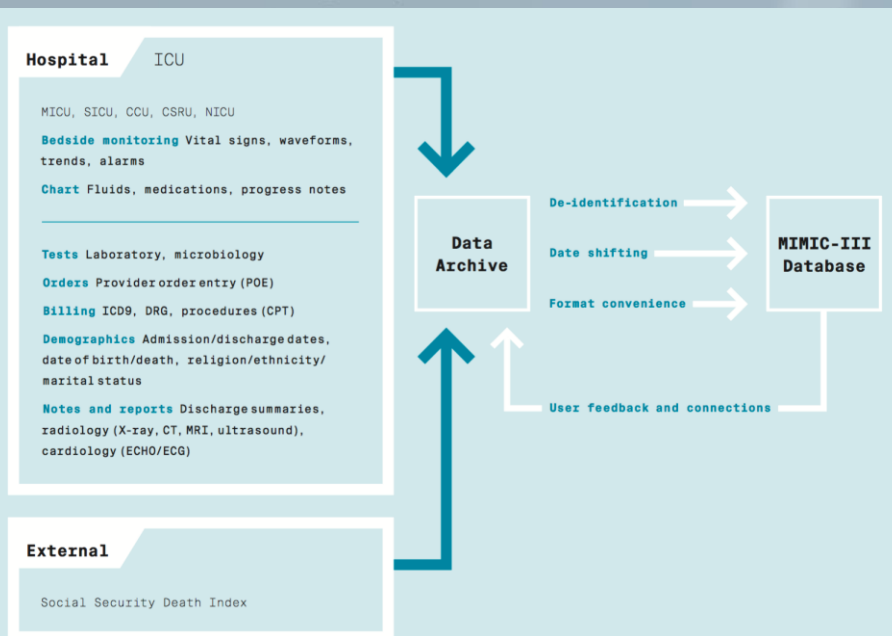 Hospital ICU
MICU, SICU, CCU, CSRU, NICU
Bedside monitoring Vital signs, waveforms,
trends, alarms
Chart Fluids, medications, progress notes
Tests Laboratory, microbiology
Orders Provider order entry (POE)
Billing ICD9, DRG, procedures (CPT)
Demographics Admission/discharge dates,
date of birth/death, religion/ethnicity/
marital status
Notes and reports Discharge summaries,
radiology (X-ray, CT, MRI, ultrasound),
cardiology (ECHO/ECG)
External
Social Security Death Index
Data
Archive
De-identification
Date shifting
Format convenience
MIMIC-III
Database
User feedback and connections